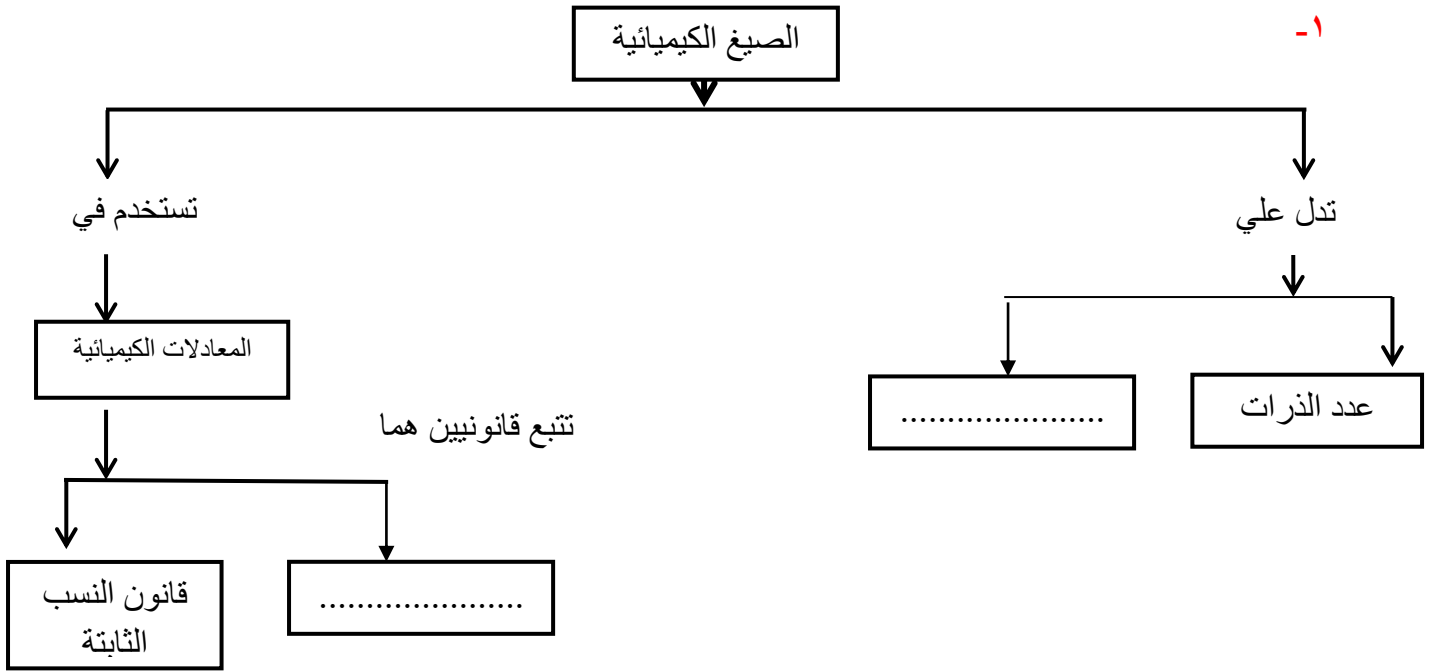 ١-
الصيغ الكيميائية
تدل علي
تستخدم في
عدد الذرات
......................
المعادلات الكيميائية
تتبع قانونيين هما
......................
قانون النسب
الثابتة